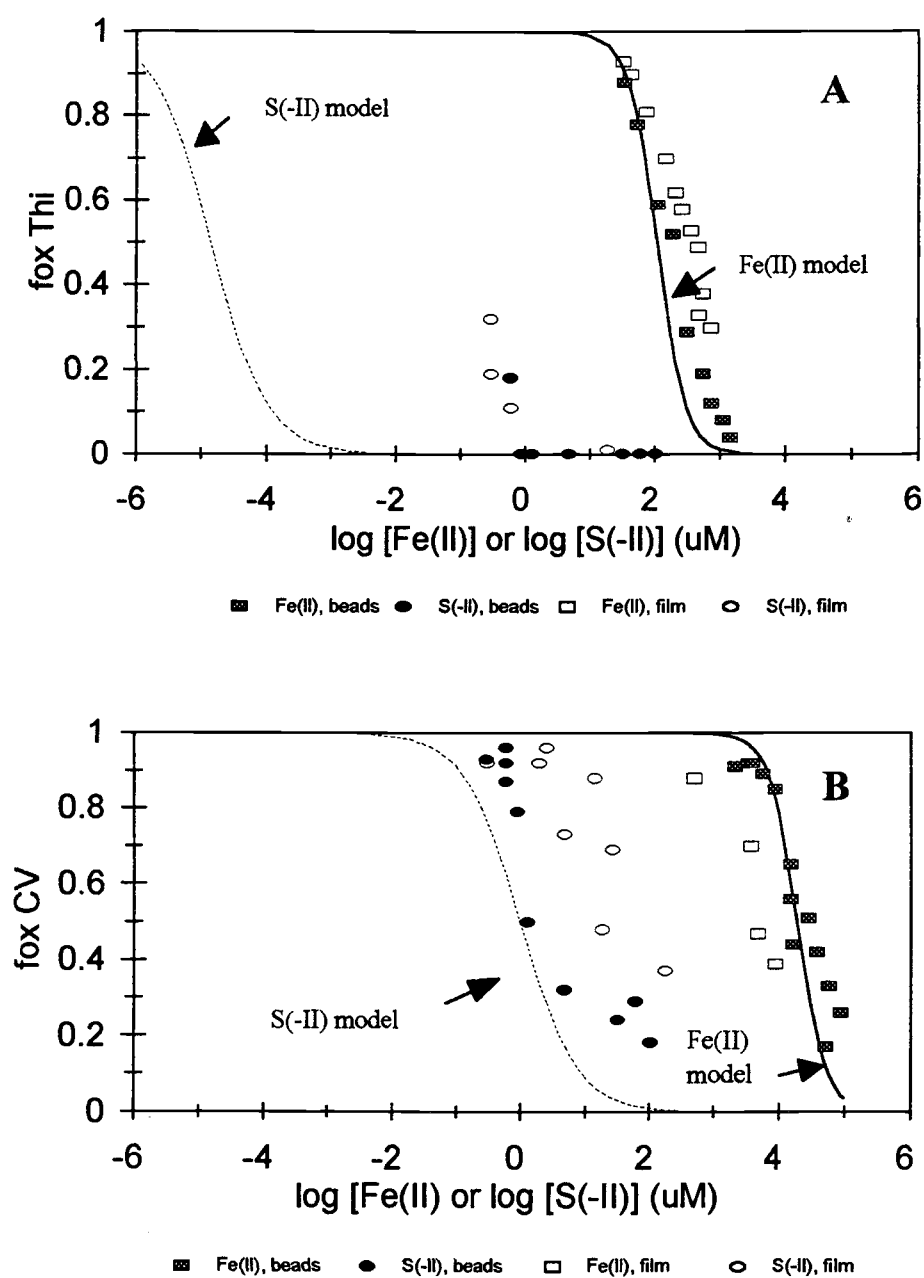 1
A
S(-II) model
0.8
0.6
fox Thi
Fe(II) model
0.4
0.2
0
-6 -4 -2 0 2 4 6
log [Fe(II)] or log [S(-II)] (uM)
Fe(II), beads S(-II), beads Fe(II), film S(-II), film
1
B
0.8
0.6
fox CV
0.4
S(-II) model
Fe(II)
model
0.2
0
-6 -4 -2 0 2 4 6
log [Fe(II) or log [S(-II)] (uM)
Fe(II), beads S(-II), beads Fe(II), film S(-II), film